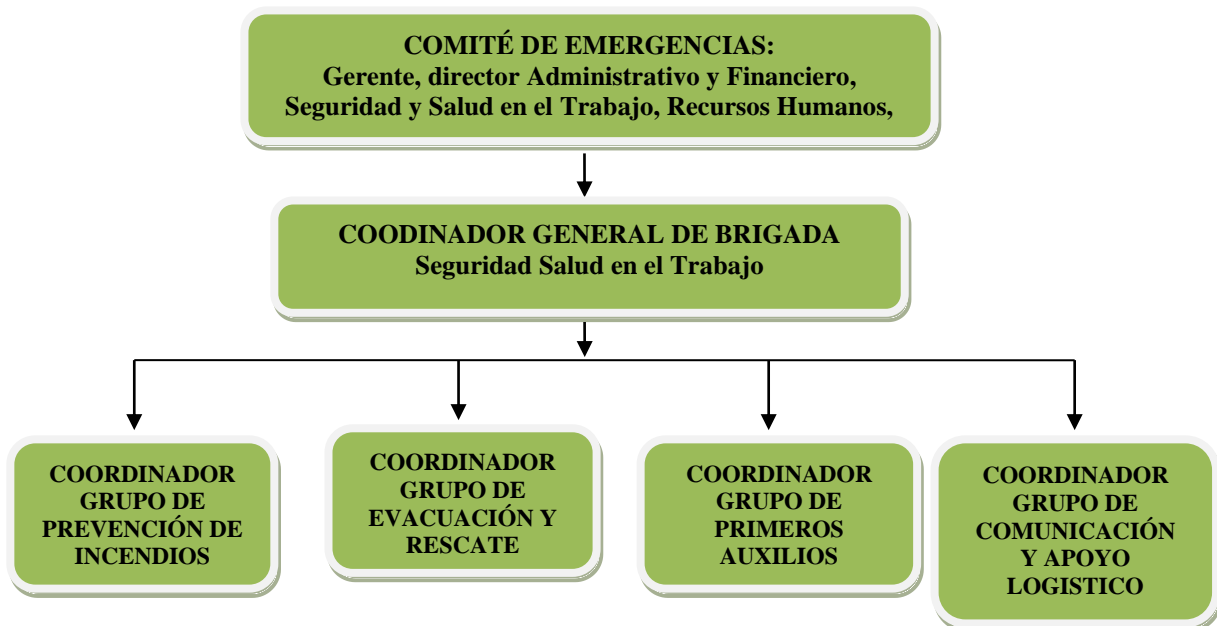 COMITÉ DE EMERGENCIAS:
Gerente, director Administrativo y Financiero,
Seguridad y Salud en el Trabajo, Recursos Humanos,
COODINADOR GENERAL DE BRIGADA
Seguridad Salud en el Trabajo
COORDINADOR
GRUPO DE
PREVENCIÓN DE
INCENDIOS
COORDINADOR
GRUPO DE
EVACUACIÓN Y
RESCATE
COORDINADOR
GRUPO DE
PRIMEROS
AUXILIOS
COORDINADOR
GRUPO DE
COMUNICACIÓN
Y APOYO
LOGISTICO